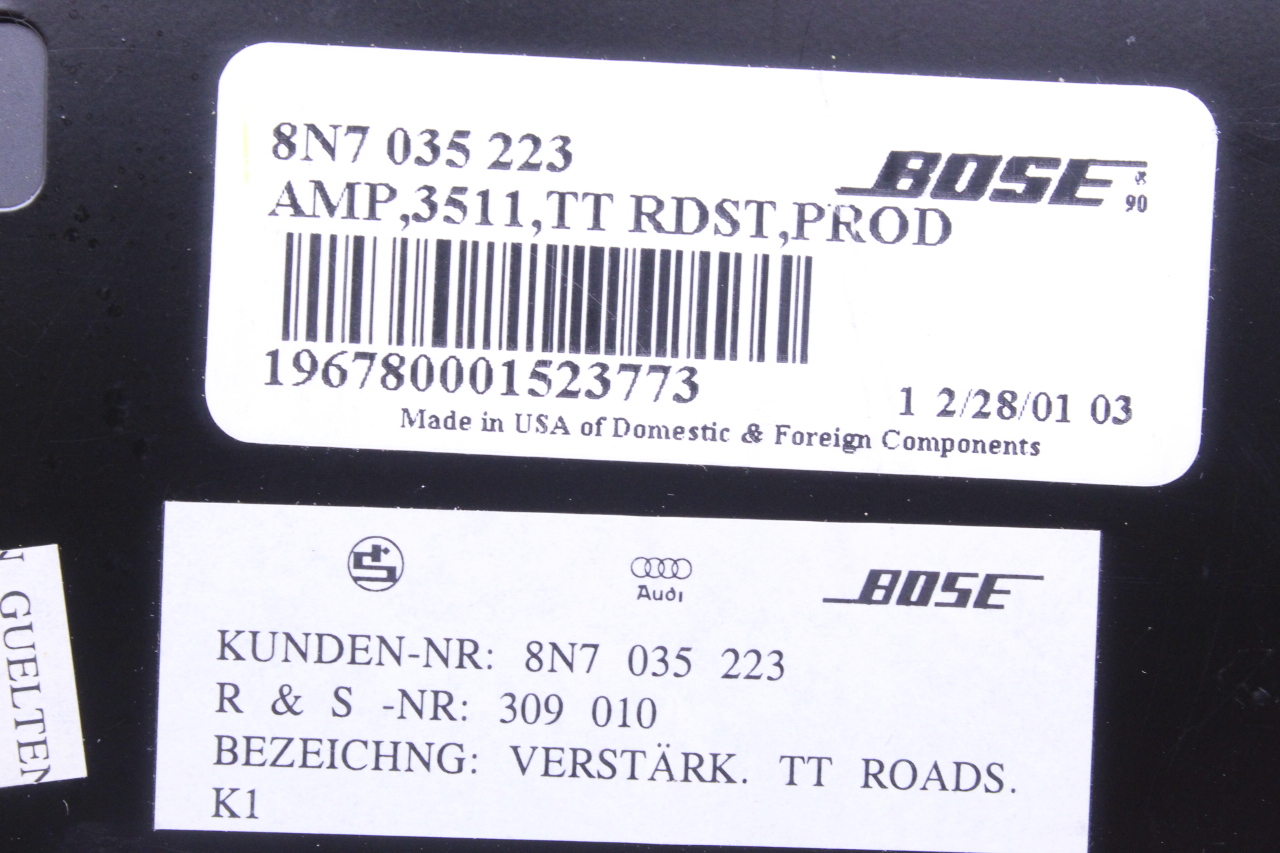 8N7 035 223
BOSE ®
90
AMP,3511,TT RDST,PROD
196780001523773
1 2/28/01 03
Made in USA of Domestic & Foreign Components
Audi
BOSE
KUNDEN-NR: 8N7 035 223
R & S -NR: 309 010
BEZEICHNG: VERSTÄRK. TT ROADS.
K1
GUELTEN